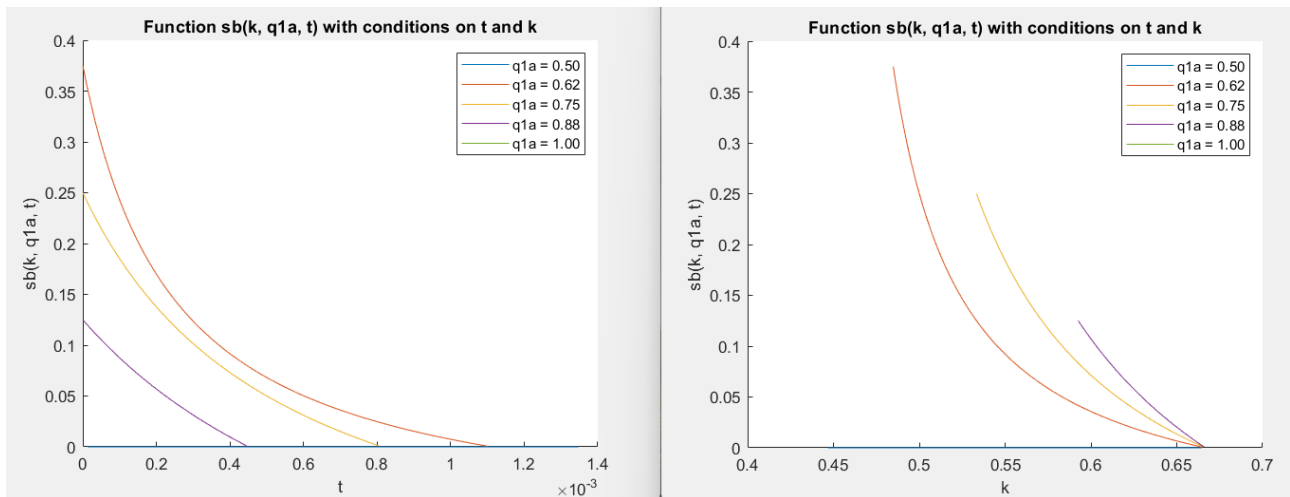 Function sb(k, q1a, t) with conditions on t and k
0.4
0.35
0.3
0.25
0.2
0.15
0.1
0.05
0
sb(k, q1a, t)
q1a = 0.50
q1a = 0.62
q1a = 0.75
q1a = 0.88
q1a = 1.00
0 0.2 0.4 0.6 0.8 1 1.2 1.4
t
×10-3
Function sb(k, q1a, t) with conditions on t and k
0.4
0.35
0.3
0.25
0.2
0.15
0.1
0.05
0
sb(k, q1a, t)
q1a = 0.50
q1a = 0.62
q1a = 0.75
q1a = 0.88
q1a = 1.00
0.4 0.45 0.5 0.55 0.6 0.65 0.7
k